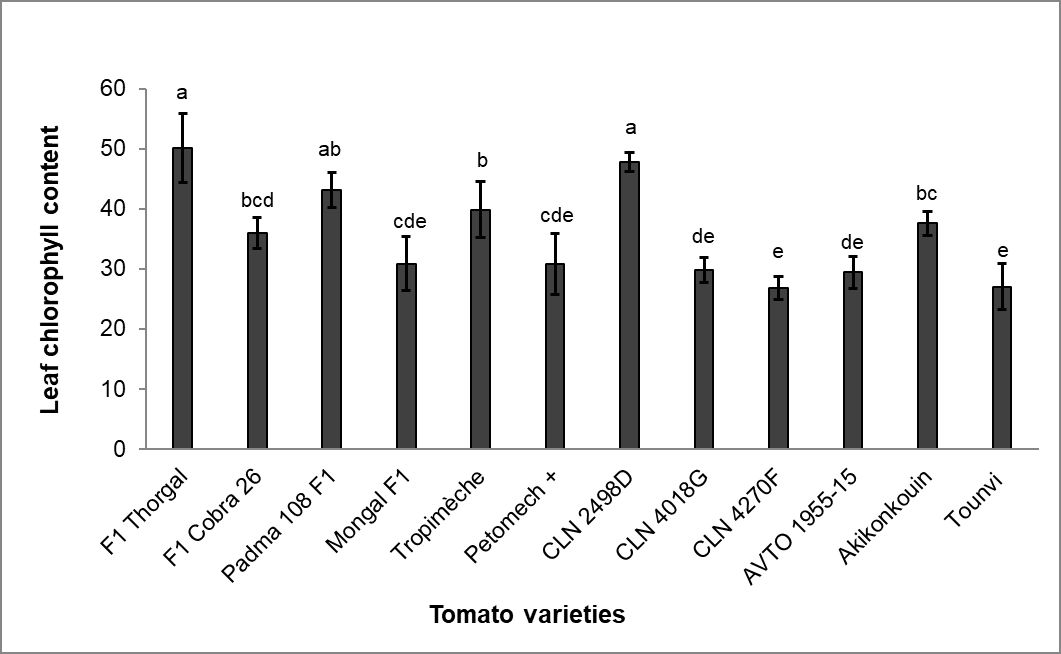 60
50
40
30
20
10
0
Leaf chlorophyll content
a
bcd
ab
cde
b
cde
a
de
e
de
bc
e
F1 Thorgal
F1 Cobra 26
Padma 108 F1
Mongal F1
Tropimèche
Petomech +
CLN 2498D
CLN 4018G
CLN 4270F
AVTO 1955-15
Akikonkouin
Tounvi
Tomato varieties